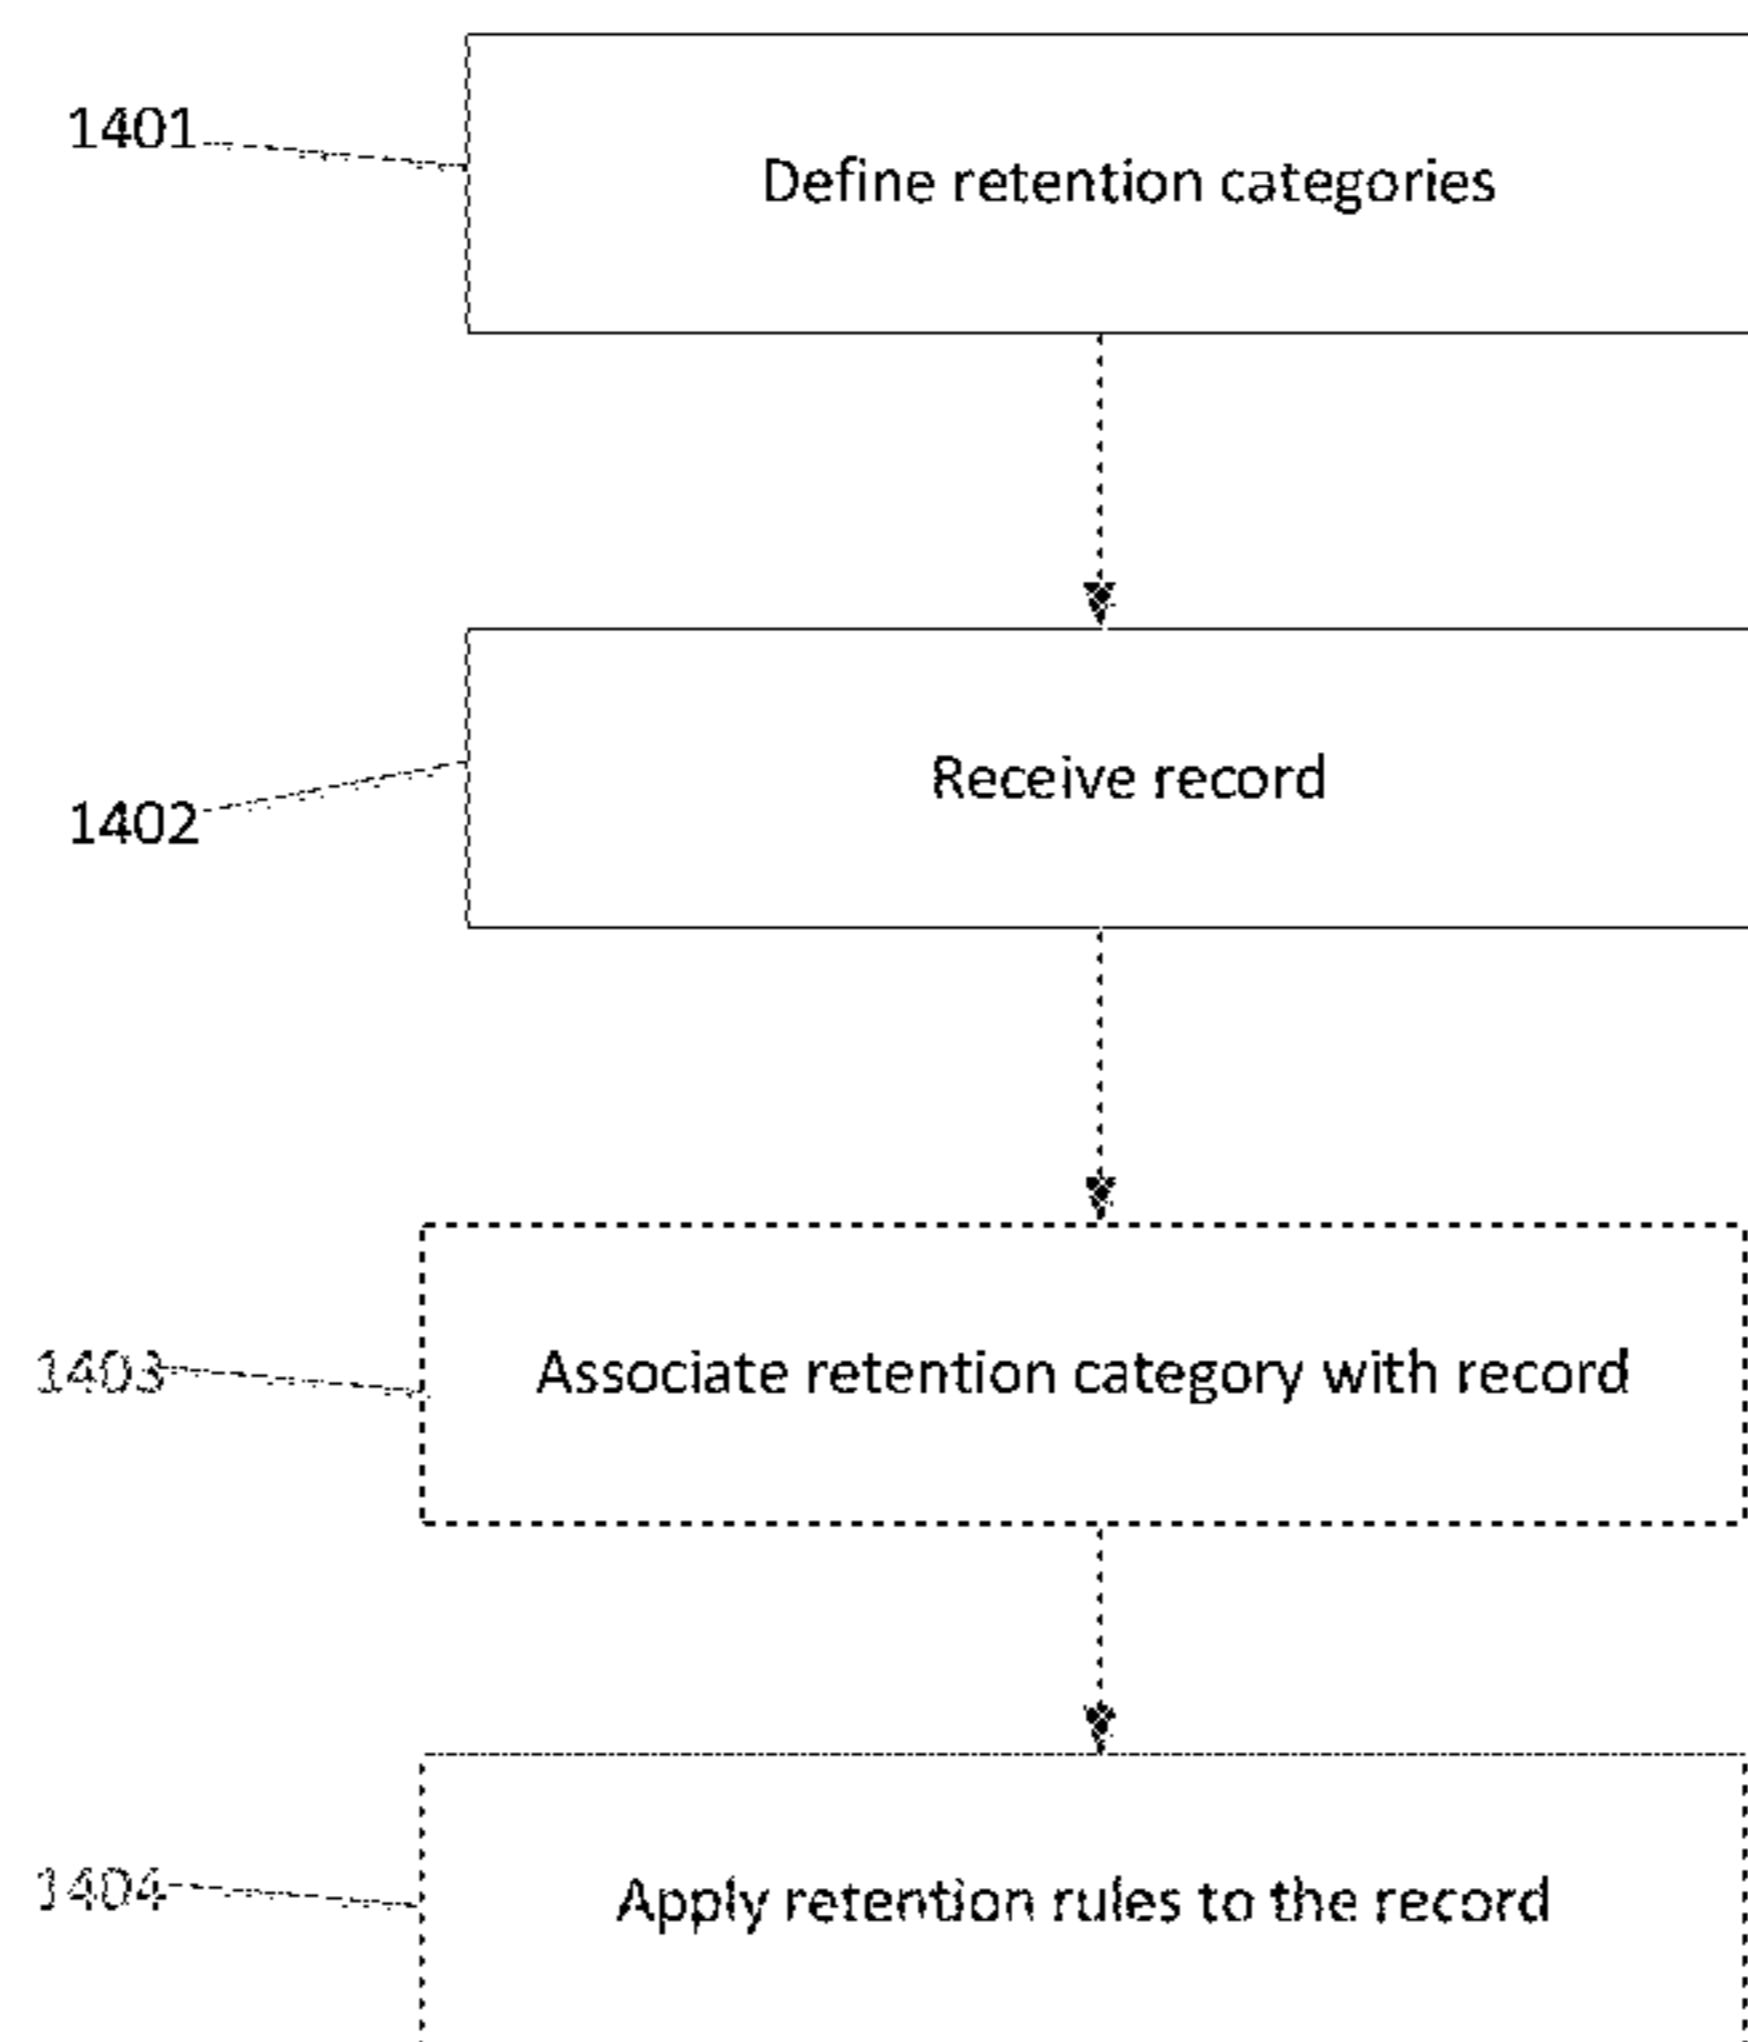 1401
Define retention categories
Receive record
1402
1403
Associate retention category with record
1404
Apply retention rules to the record